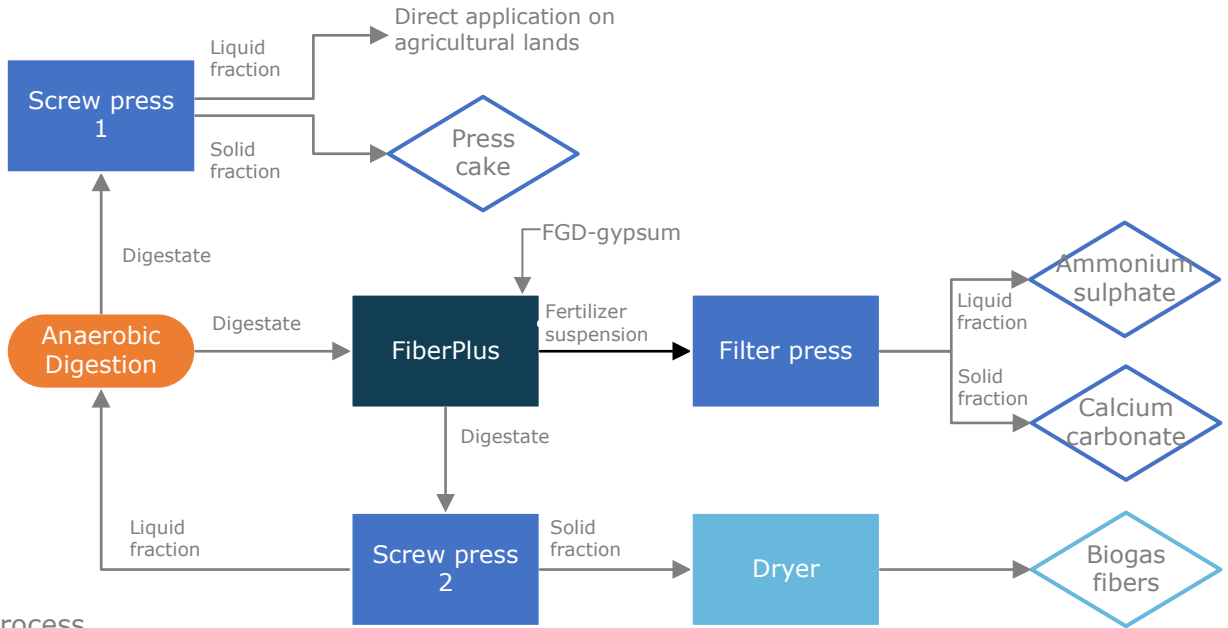 Direct application on
agricultural lands
Liquid
fraction
Screw press
1
Solid
fraction
Press
cake
Digestate
FGD-gypsum
Ammonium
sulphate
Liquid
fraction
Anaerobic
Digestion
Digestate
FiberPlus
Fertilizer
suspension
Filter press
Solid
fraction
Calcium
carbonate
Digestate
Liquid
fraction
Screw press
2
Solid
fraction
Dryer
Biogas
fibers